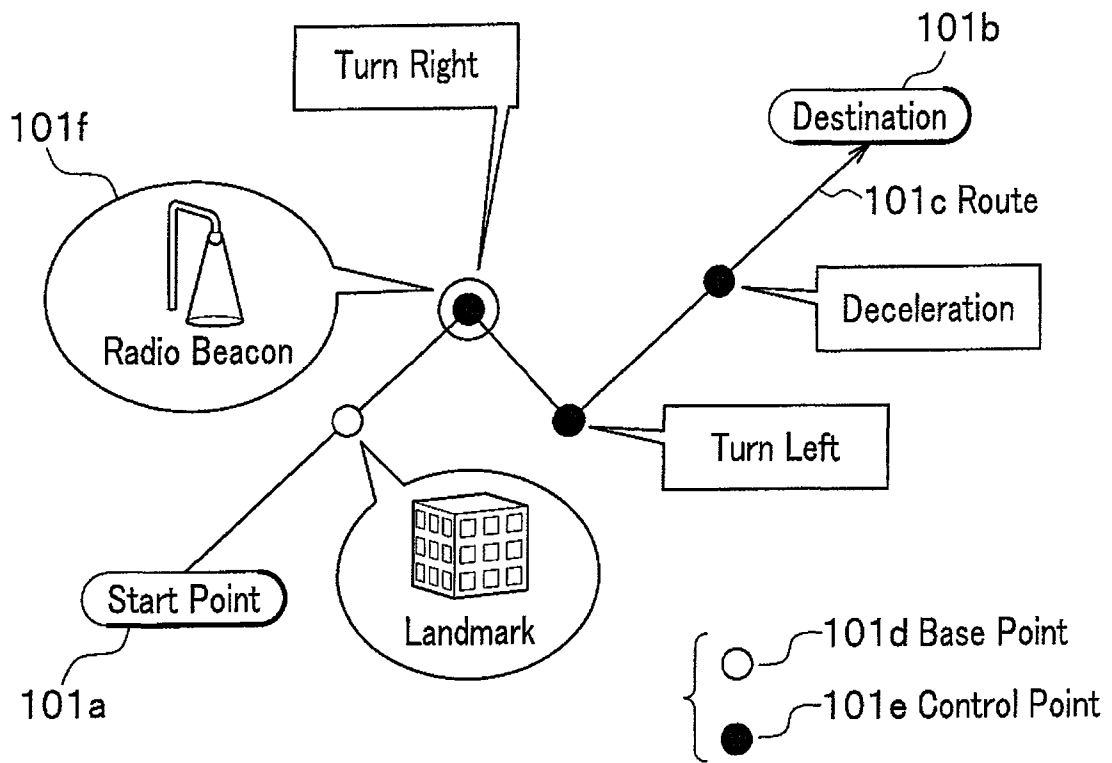 Turn Right
101b
Destination
101f
101c Route
Radio Beacon
Deceleration
Turn Left
Start Point
Landmark
101a
101d Base Point
101e Control Point